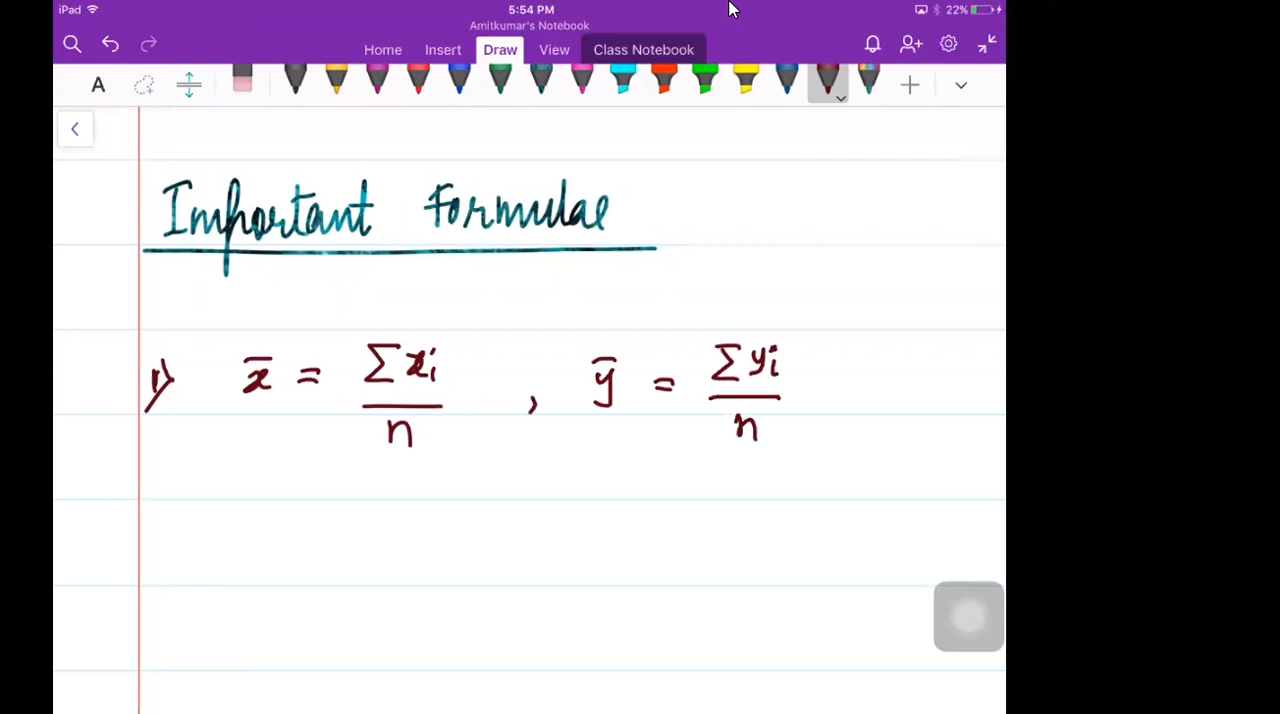 iPad 5:54 PM 22%
Amitkumar's Notebook
Home Insert Draw View Class Notebook
A
Important Formulae
1) x̄ = Σxi / n , ȳ = Σyi / n